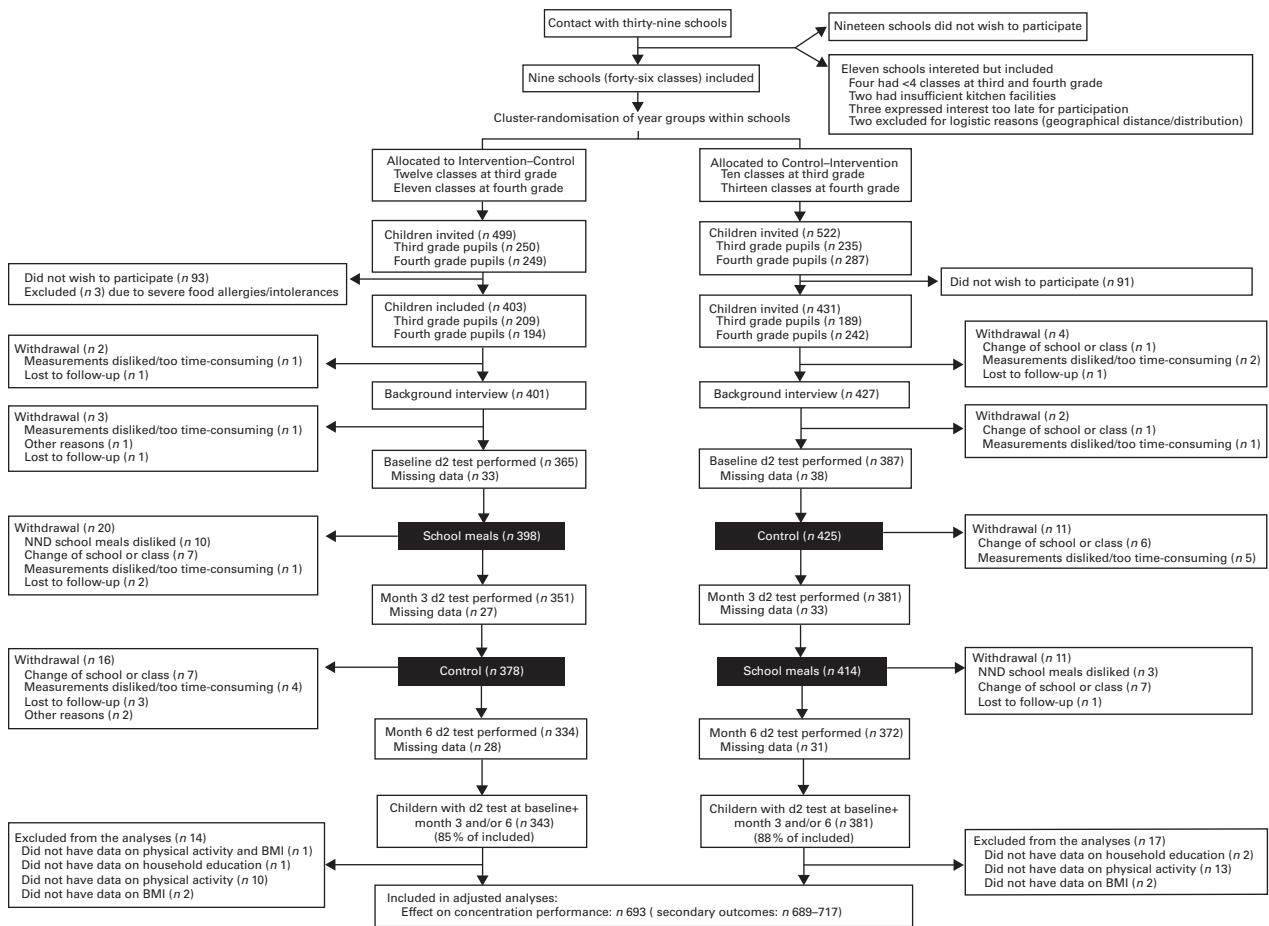 Contact with thirty-nine schools
Nineteen schools did not wish to participate
Nine schools (forty-six classes) included
Eleven schools intereted but included
Four had <4 classes at third and fourth grade
Two had insufficient kitchen facilities
Three expressed interest too late for participation
Two excluded for logistic reasons (geographical distance/distribution)
Cluster-randomisation of year groups within schools
Allocated to Intervention–Control
Twelve classes at third grade
Eleven classes at fourth grade
Allocated to Control–Intervention
Ten classes at third grade
Thirteen classes at fourth grade
Children invited (n 499)
Third grade pupils (n 250)
Fourth grade pupils (n 249)
Children invited (n 522)
Third grade pupils (n 235)
Fourth grade pupils (n 287)
Did not wish to participate (n 93)
Excluded (n 3) due to severe food allergies/intolerances
Did not wish to participate (n 91)
Children included (n 403)
Third grade pupils (n 209)
Fourth grade pupils (n 194)
Children invited (n 431)
Third grade pupils (n 189)
Fourth grade pupils (n 242)
Withdrawal (n 2)
Measurements disliked/too time-consuming (n 1)
Lost to follow-up (n 1)
Withdrawal (n 4)
Change of school or class (n 1)
Measurements disliked/too time-consuming (n 2)
Lost to follow-up (n 1)
Background interview (n 401)
Background interview (n 427)
Withdrawal (n 3)
Measurements disliked/too time-consuming (n 1)
Other reasons (n 1)
Lost to follow-up (n 1)
Withdrawal (n 2)
Change of school or class (n 1)
Measurements disliked/too time-consuming (n 1)
Baseline d2 test performed (n 365)
Missing data (n 33)
Baseline d2 test performed (n 387)
Missing data (n 38)
Withdrawal (n 20)
NND school meals disliked (n 10)
Change of school or class (n 7)
Measurements disliked/too time-consuming (n 1)
Lost to follow-up (n 2)
School meals (n 398)
Control (n 425)
Withdrawal (n 11)
Change of school or class (n 6)
Measurements disliked/too time-consuming (n 5)
Month 3 d2 test performed (n 351)
Missing data (n 27)
Month 3 d2 test performed (n 381)
Missing data (n 33)
Withdrawal (n 16)
Change of school or class (n 7)
Measurements disliked/too time-consuming (n 4)
Lost to follow-up (n 3)
Other reasons (n 2)
Control (n 378)
School meals (n 414)
Withdrawal (n 11)
NND school meals disliked (n 3)
Change of school or class (n 7)
Lost to follow-up (n 1)
Month 6 d2 test performed (n 334)
Missing data (n 28)
Month 6 d2 test performed (n 372)
Missing data (n 31)
Childern with d2 test at baseline+
month 3 and/or 6 (n 343)
(85 % of included)
Childern with d2 test at baseline+
month 3 and/or 6 (n 381)
(88 % of included)
Excluded from the analyses (n 14)
Did not have data on physical activity and BMI (n 1)
Did not have data on household education (n 1)
Did not have data on physical activity (n 10)
Did not have data on BMI (n 2)
Excluded from the analyses (n 17)
Did not have data on household education (n 2)
Did not have data on physical activity (n 13)
Did not have data on BMI (n 2)
Included in adjusted analyses:
Effect on concentration performance: n 693 ( secondary outcomes: n 689–717)